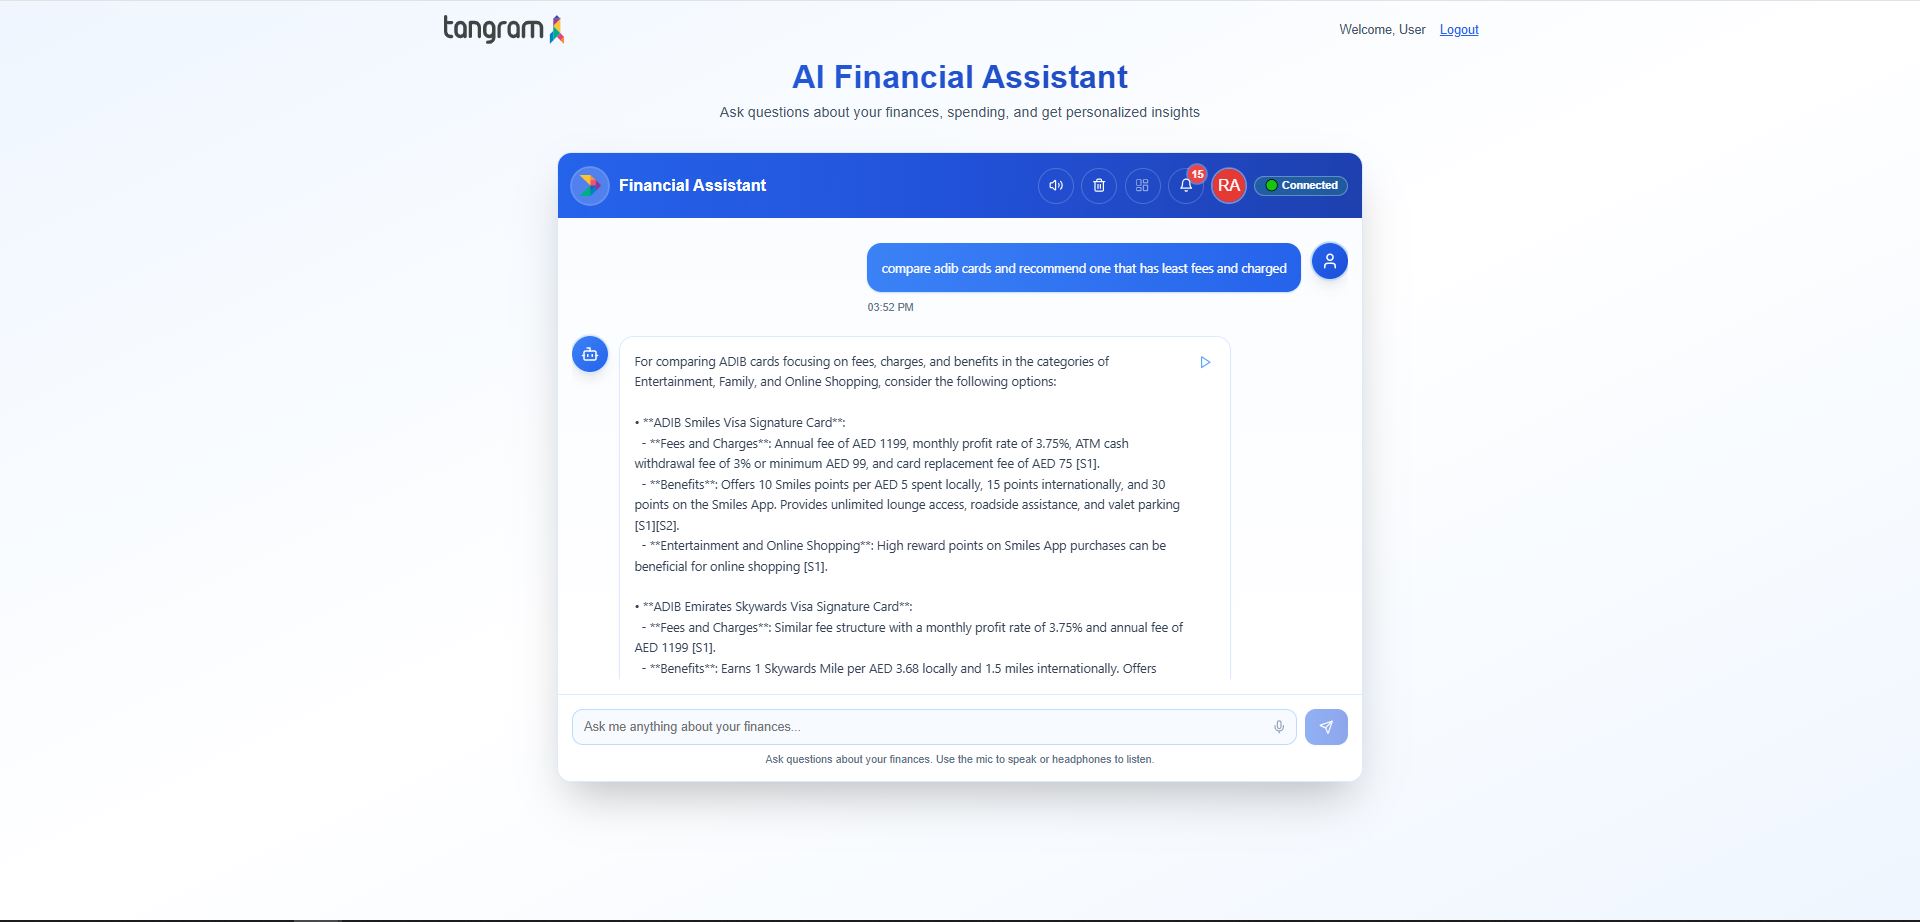 tangram
Welcome, User Logout
AI Financial Assistant
Ask questions about your finances, spending, and get personalized insights
Financial Assistant
15
RA
Connected
compare adib cards and recommend one that has least fees and charged
03:52 PM
For comparing ADIB cards focusing on fees, charges, and benefits in the categories of
Entertainment, Family, and Online Shopping, consider the following options:
• **ADIB Smiles Visa Signature Card**:
- **Fees and Charges**: Annual fee of AED 1199, monthly profit rate of 3.75%, ATM cash
withdrawal fee of 3% or minimum AED 99, and card replacement fee of AED 75 [S1].
- **Benefits**: Offers 10 Smiles points per AED 5 spent locally, 15 points internationally, and 30
points on the Smiles App. Provides unlimited lounge access, roadside assistance, and valet parking
[S1][S2].
- **Entertainment and Online Shopping**: High reward points on Smiles App purchases can be
beneficial for online shopping [S1].
• **ADIB Emirates Skywards Visa Signature Card**:
- **Fees and Charges**: Similar fee structure with a monthly profit rate of 3.75% and annual fee of
AED 1199 [S1].
- **Benefits**: Earns 1 Skywards Mile per AED 3.68 locally and 1.5 miles internationally. Offers
Ask me anything about your finances...
Ask questions about your finances. Use the mic to speak or headphones to listen.